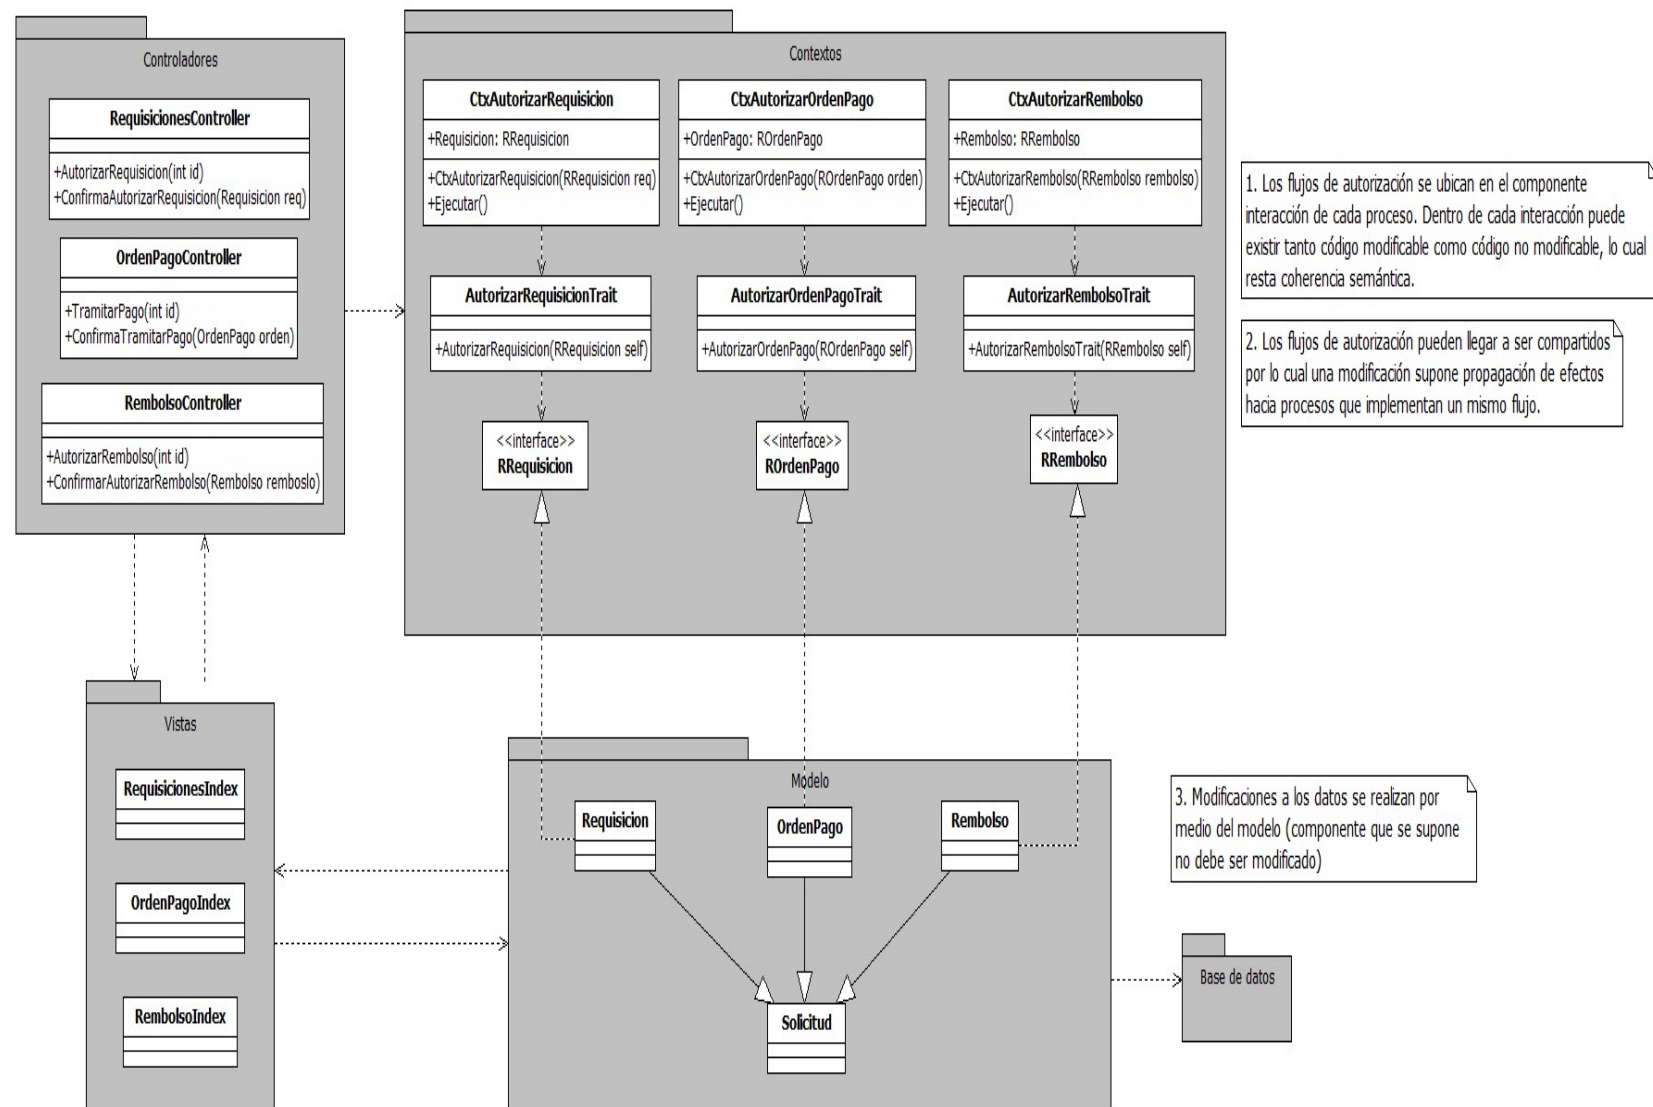 Controladores
RequisicionesController
+AutorizarRequisicion(int id)
+ConfirmaAutorizarRequisicion(Requisicion req)
OrdenPagoController
+TramitarPago(int id)
+ConfirmaTramitarPago(OrdenPago orden)
RembolsoController
+AutorizarRembolso(int id)
+ConfirmarAutorizarRembolso(Rembolso remboslo)
Contextos
CtxAutorizarRequisicion
+Requisicion: RRequisicion
+CtxAutorizarRequisicion(RRequisicion req)
+Ejecutar()
CtxAutorizarOrdenPago
+OrdenPago: ROrdenPago
+CtxAutorizarOrdenPago(ROrdenPago orden)
+Ejecutar()
CtxAutorizarRembolso
+Rembolso: RRembolso
+CtxAutorizarRembolso(RRembolso rembolso)
+Ejecutar()
AutorizarRequisicionTrait
+AutorizarRequisicion(RRequisicion self)
AutorizarOrdenPagoTrait
+AutorizarOrdenPago(ROrdenPago self)
AutorizarRembolsoTrait
+AutorizarRembolsoTrait(RRembolso self)
<<interface>>
RRequisicion
<<interface>>
ROrdenPago
<<interface>>
RRembolso
1. Los flujos de autorización se ubican en el componente
interacción de cada proceso. Dentro de cada interacción puede
existir tanto código modificable como código no modificable, lo cual
resta coherencia semántica.
2. Los flujos de autorización pueden llegar a ser compartidos
por lo cual una modificación supone propagación de efectos
hacia procesos que implementan un mismo flujo.
Vistas
RequisicionesIndex
OrdenPagoIndex
RembolsoIndex
Modelo
Requisicion
OrdenPago
Rembolso
Solicitud
3. Modificaciones a los datos se realizan por
medio del modelo (componente que se supone
no debe ser modificado)
Base de datos